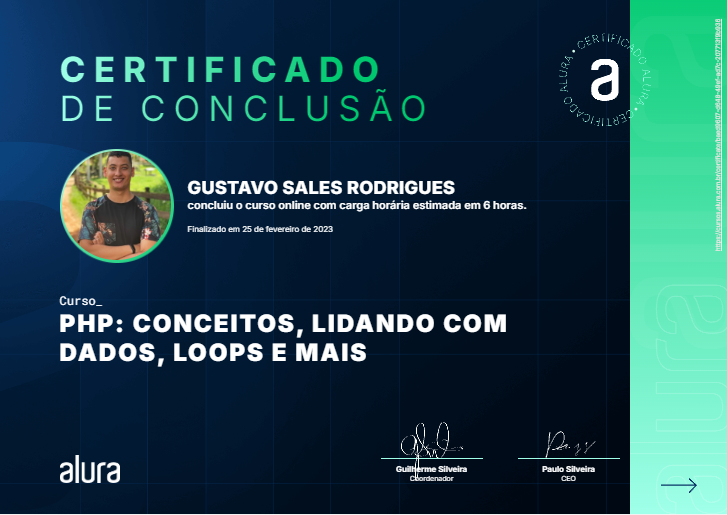 CERTIFICADO
DE CONCLUSÃO
CERTIFICADO ALURA • CERTIFICADO ALURA •
a
GUSTAVO SALES RODRIGUES
concluiu o curso online com carga horária estimada em 6 horas.
Finalizado em 25 de fevereiro de 2023
Curso_
PHP: CONCEITOS, LIDANDO COM
DADOS, LOOPS E MAIS
alura
Guilherme Silveira
Coordenador
Paulo Silveira
CEO
alura